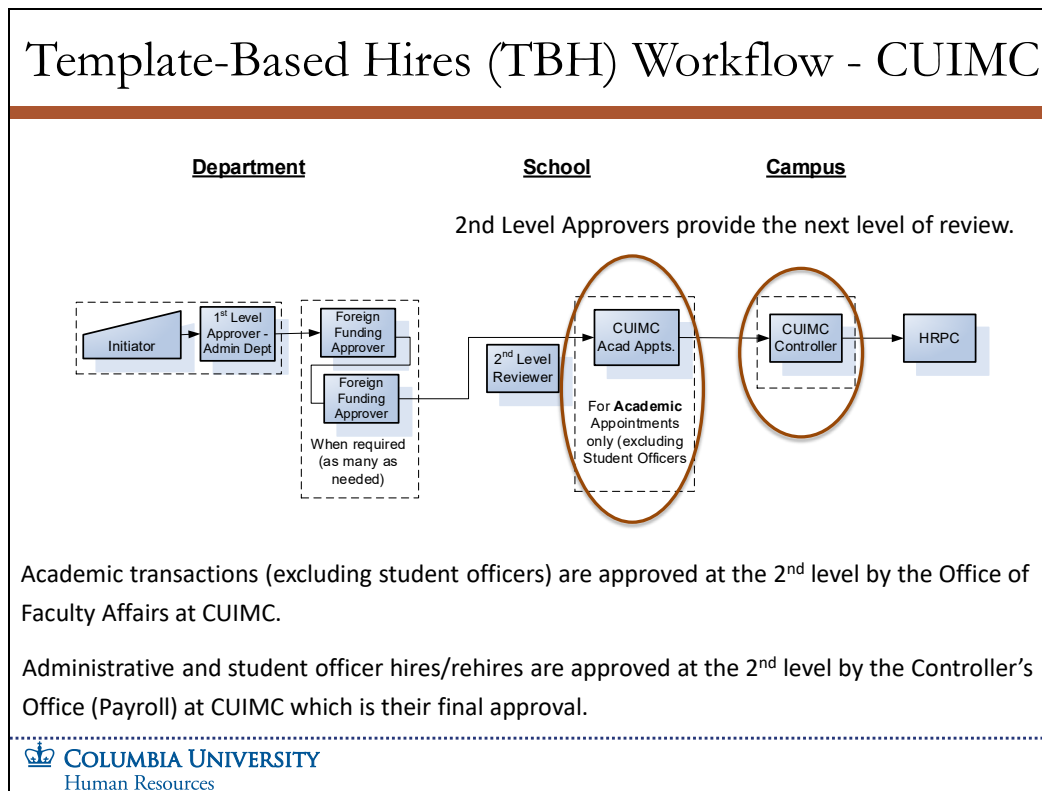 Template-Based Hires (TBH) Workflow - CUIMC
Department
School
Campus
2nd Level Approvers provide the next level of review.
Initiator
1st Level
Approver -
Admin Dept
Foreign
Funding
Approver
Foreign
Funding
Approver
When required
(as many as
needed)
2nd Level
Reviewer
CUIMC
Acad Appts.
For Academic
Appointments
only (excluding
Student Officers
CUIMC
Controller
HRPC
Academic transactions (excluding student officers) are approved at the 2nd level by the Office of
Faculty Affairs at CUIMC.
Administrative and student officer hires/rehires are approved at the 2nd level by the Controller’s
Office (Payroll) at CUIMC which is their final approval.
COLUMBIA UNIVERSITY
Human Resources